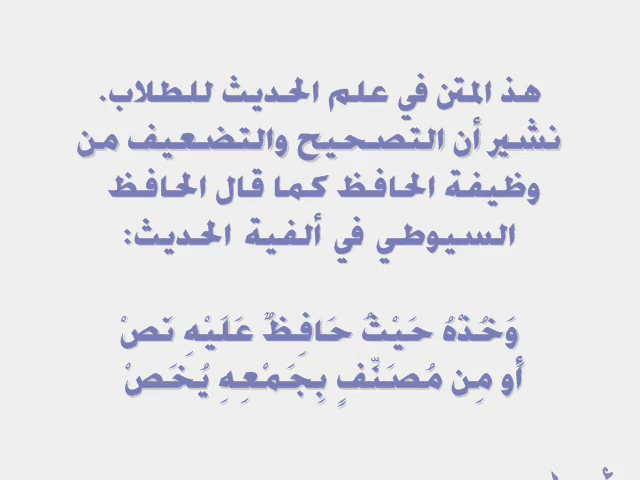 هذ المتن في علم الحديث للطلاب.
نشير أن التصحيح والتضعيف من
وظيفة الحافظ كما قال الحافظ
السيوطي في ألفية الحديث:
وَخُذْهُ حَيْثُ حَافِظٌ عَلَيْهِ نَصْ
أَو مِن مُصَنَّفٍ بِجَمْعِهِ يُخَصْ